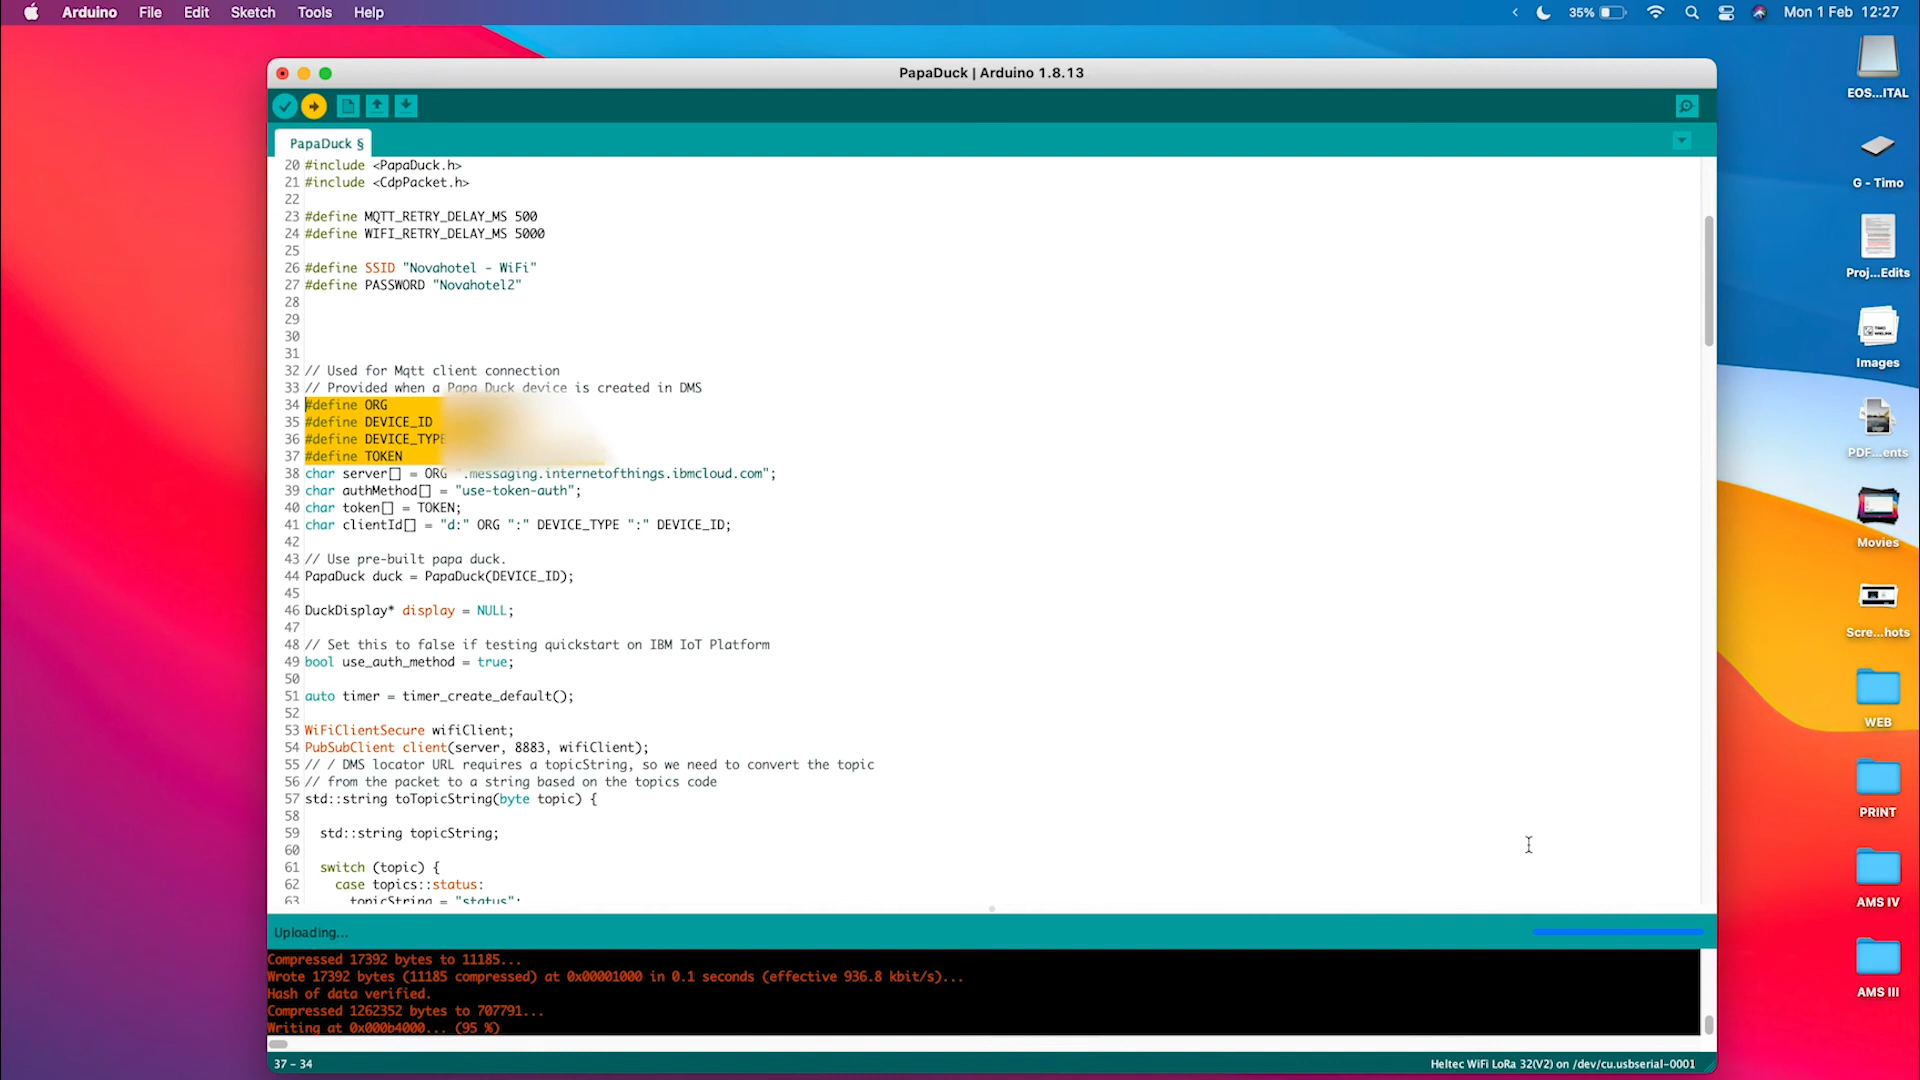 Arduino File Edit Sketch Tools Help
35% Mon 1 Feb 12:27
PapaDuck | Arduino 1.8.13
PapaDuck §
20 #include <PapaDuck.h>
21 #include <CdpPacket.h>
22
23 #define MQTT_RETRY_DELAY_MS 500
24 #define WIFI_RETRY_DELAY_MS 5000
25
26 #define SSID "Novahotel - WiFi"
27 #define PASSWORD "Novahotel2"
28
29
30
31
32 // Used for Mqtt client connection
33 // Provided when a Papa Duck device is created in DMS
34 #define ORG
35 #define DEVICE_ID
36 #define DEVICE_TYPE
37 #define TOKEN
38 char server[] = ORG ".messaging.internetofthings.ibmcloud.com";
39 char authMethod[] = "use-token-auth";
40 char token[] = TOKEN;
41 char clientId[] = "d:" ORG ":" DEVICE_TYPE ":" DEVICE_ID;
42
43 // Use pre-built papa duck.
44 PapaDuck duck = PapaDuck(DEVICE_ID);
45
46 DuckDisplay* display = NULL;
47
48 // Set this to false if testing quickstart on IBM IoT Platform
49 bool use_auth_method = true;
50
51 auto timer = timer_create_default();
52
53 WiFiClientSecure wifiClient;
54 PubSubClient client(server, 8883, wifiClient);
55 // / DMS locator URL requires a topicString, so we need to convert the topic
56 // from the packet to a string based on the topics code
57 std::string toTopicString(byte topic) {
58
59 std::string topicString;
60
61 switch (topic) {
62 case topics::status:
63 topicString = "status";
Uploading...
Compressed 17392 bytes to 11185...
Wrote 17392 bytes (11185 compressed) at 0x00001000 in 0.1 seconds (effective 936.8 kbit/s)...
Hash of data verified.
Compressed 1262352 bytes to 707791...
Writing at 0x000b4000... (95 %)
37 - 34
Heltec WiFi LoRa 32(V2) on /dev/cu.usbserial-0001
EOS...ITAL
G - Timo
Proj...Edits
Images
PDF...ents
Movies
Scre...hots
WEB
PRINT
AMS IV
AMS III